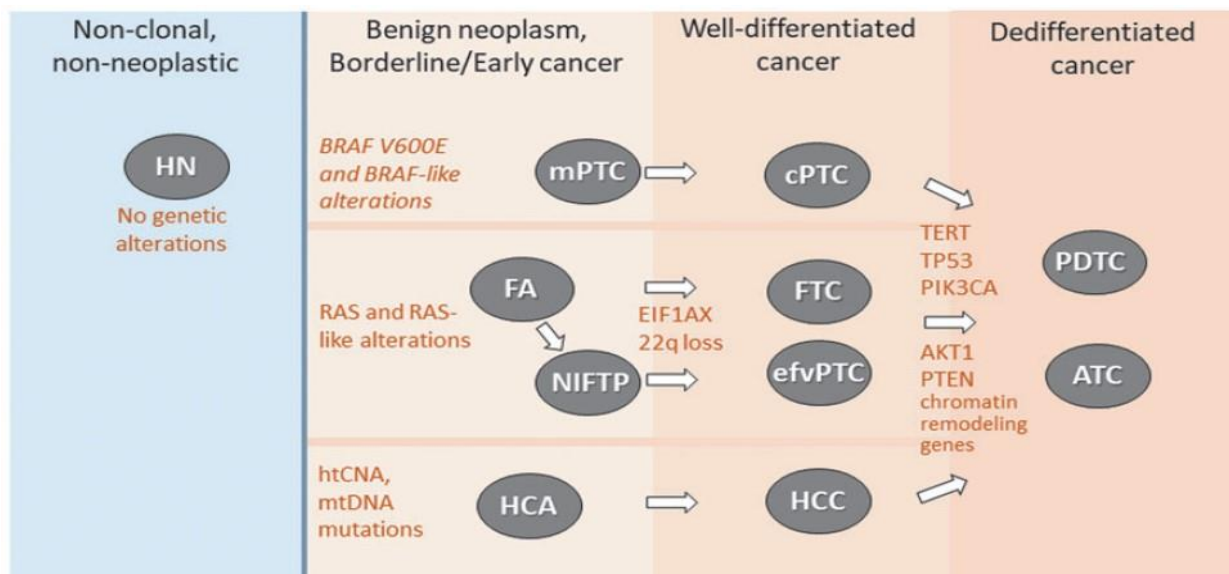 Non-clonal,
non-neoplastic
Benign neoplasm,
Borderline/Early cancer
Well-differentiated
cancer
Dedifferentiated
cancer
HN
No genetic
alterations
BRAF V600E
and BRAF-like
alterations
mPTC
cPTC
RAS and RAS-
like alterations
FA
NIFTP
EIF1AX
22q loss
FTC
efvPTC
htCNA,
mtDNA
mutations
HCA
HCC
TERT
TP53
PIK3CA
AKT1
PTEN
chromatin
remodeling
genes
PDTC
ATC